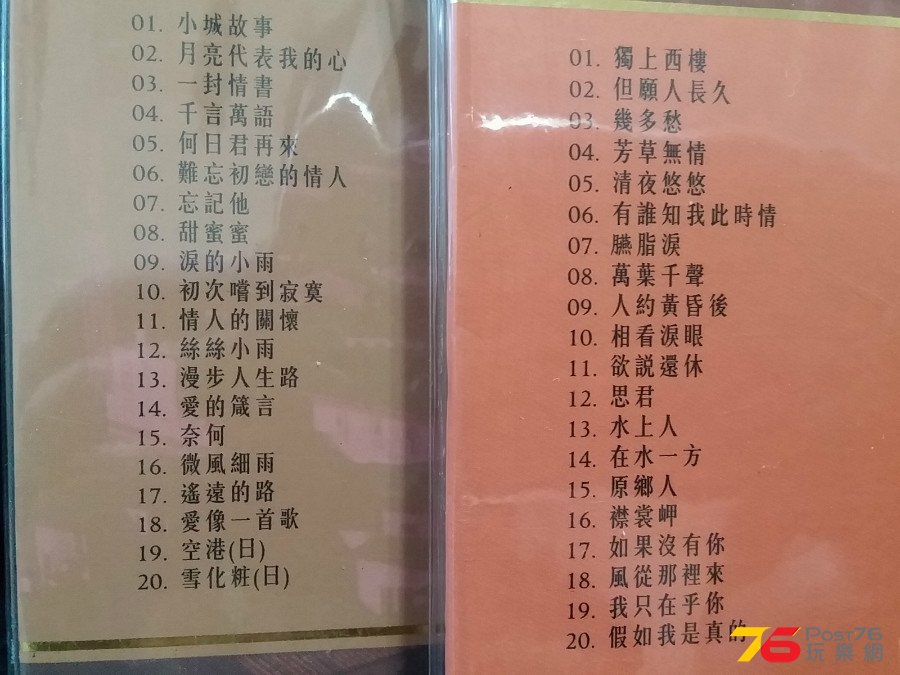 01. 小城故事
02. 月亮代表我的心
03. 一封情書
04. 千言萬語
05. 何日君再來
06. 難忘初戀的情人
07. 忘記他
08. 甜蜜蜜
09. 淚的小雨
10. 初次嚐到寂寞
11. 情人的關懷
12. 絲絲小雨
13. 漫步人生路
14. 愛的箴言
15. 奈何
16. 微風細雨
17. 遙遠的路
18. 愛像一首歌
19. 空港(日)
20. 雪化粧(日)
01. 獨上西樓
02. 但願人長久
03. 幾多愁
04. 芳草無情
05. 清夜悠悠
06. 有誰知我此時情
07. 臙脂淚
08. 萬葉千聲
09. 人約黃昏後
10. 相看淚眼
11. 欲説還休
12. 思君
13. 水上人
14. 在水一方
15. 原鄉人
16. 襟裳岬
17. 如果沒有你
18. 風從那裡來
19. 我只在乎你
20. 假如我是真的
76 Post76
玩樂網